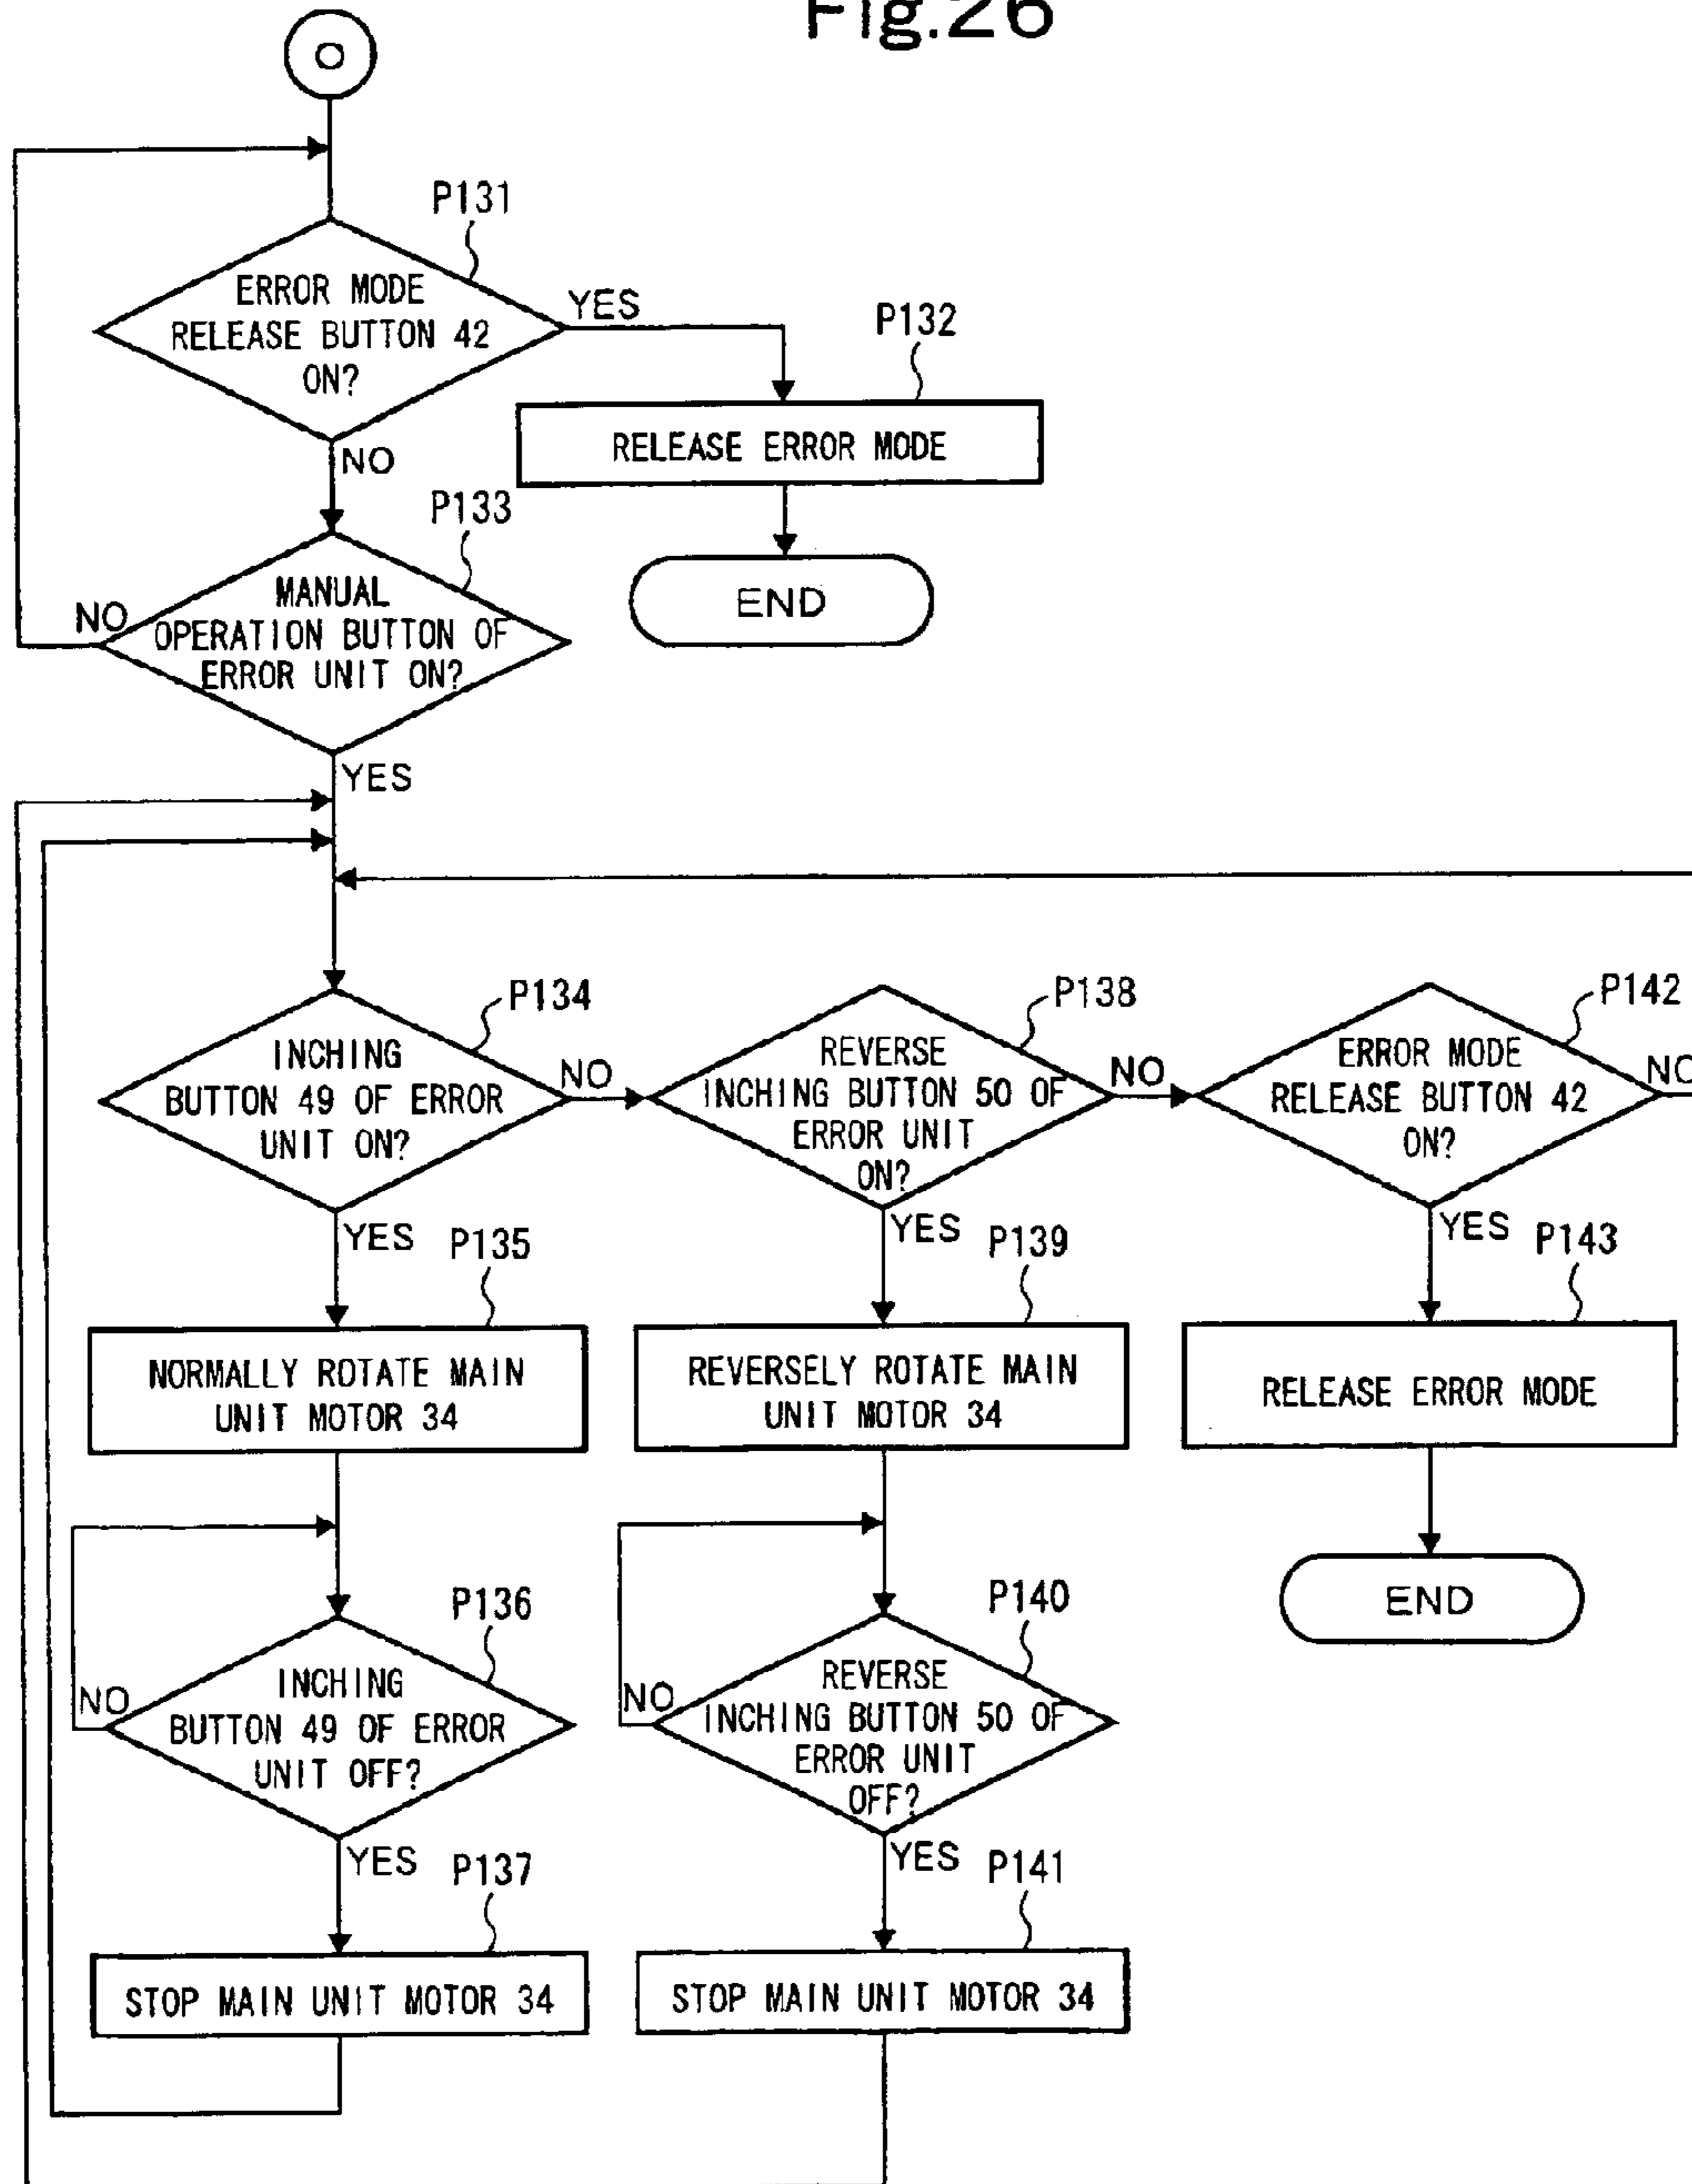 Fig.26
o
P131
ERROR MODE
RELEASE BUTTON 42
ON?
YES
NO
P132
RELEASE ERROR MODE
END
P133
MANUAL
OPERATION BUTTON OF
ERROR UNIT ON?
NO
YES
P134
INCHING
BUTTON 49 OF ERROR
UNIT ON?
NO
YES
P138
REVERSE
INCHING BUTTON 50 OF
ERROR UNIT
ON?
NO
YES
P142
ERROR MODE
RELEASE BUTTON 42
ON?
NO
YES
P135
NORMALLY ROTATE MAIN
UNIT MOTOR 34
P139
REVERSELY ROTATE MAIN
UNIT MOTOR 34
P143
RELEASE ERROR MODE
END
P136
INCHING
BUTTON 49 OF ERROR
UNIT OFF?
NO
YES
P140
REVERSE
INCHING BUTTON 50 OF
ERROR UNIT
OFF?
NO
YES
P137
STOP MAIN UNIT MOTOR 34
P141
STOP MAIN UNIT MOTOR 34